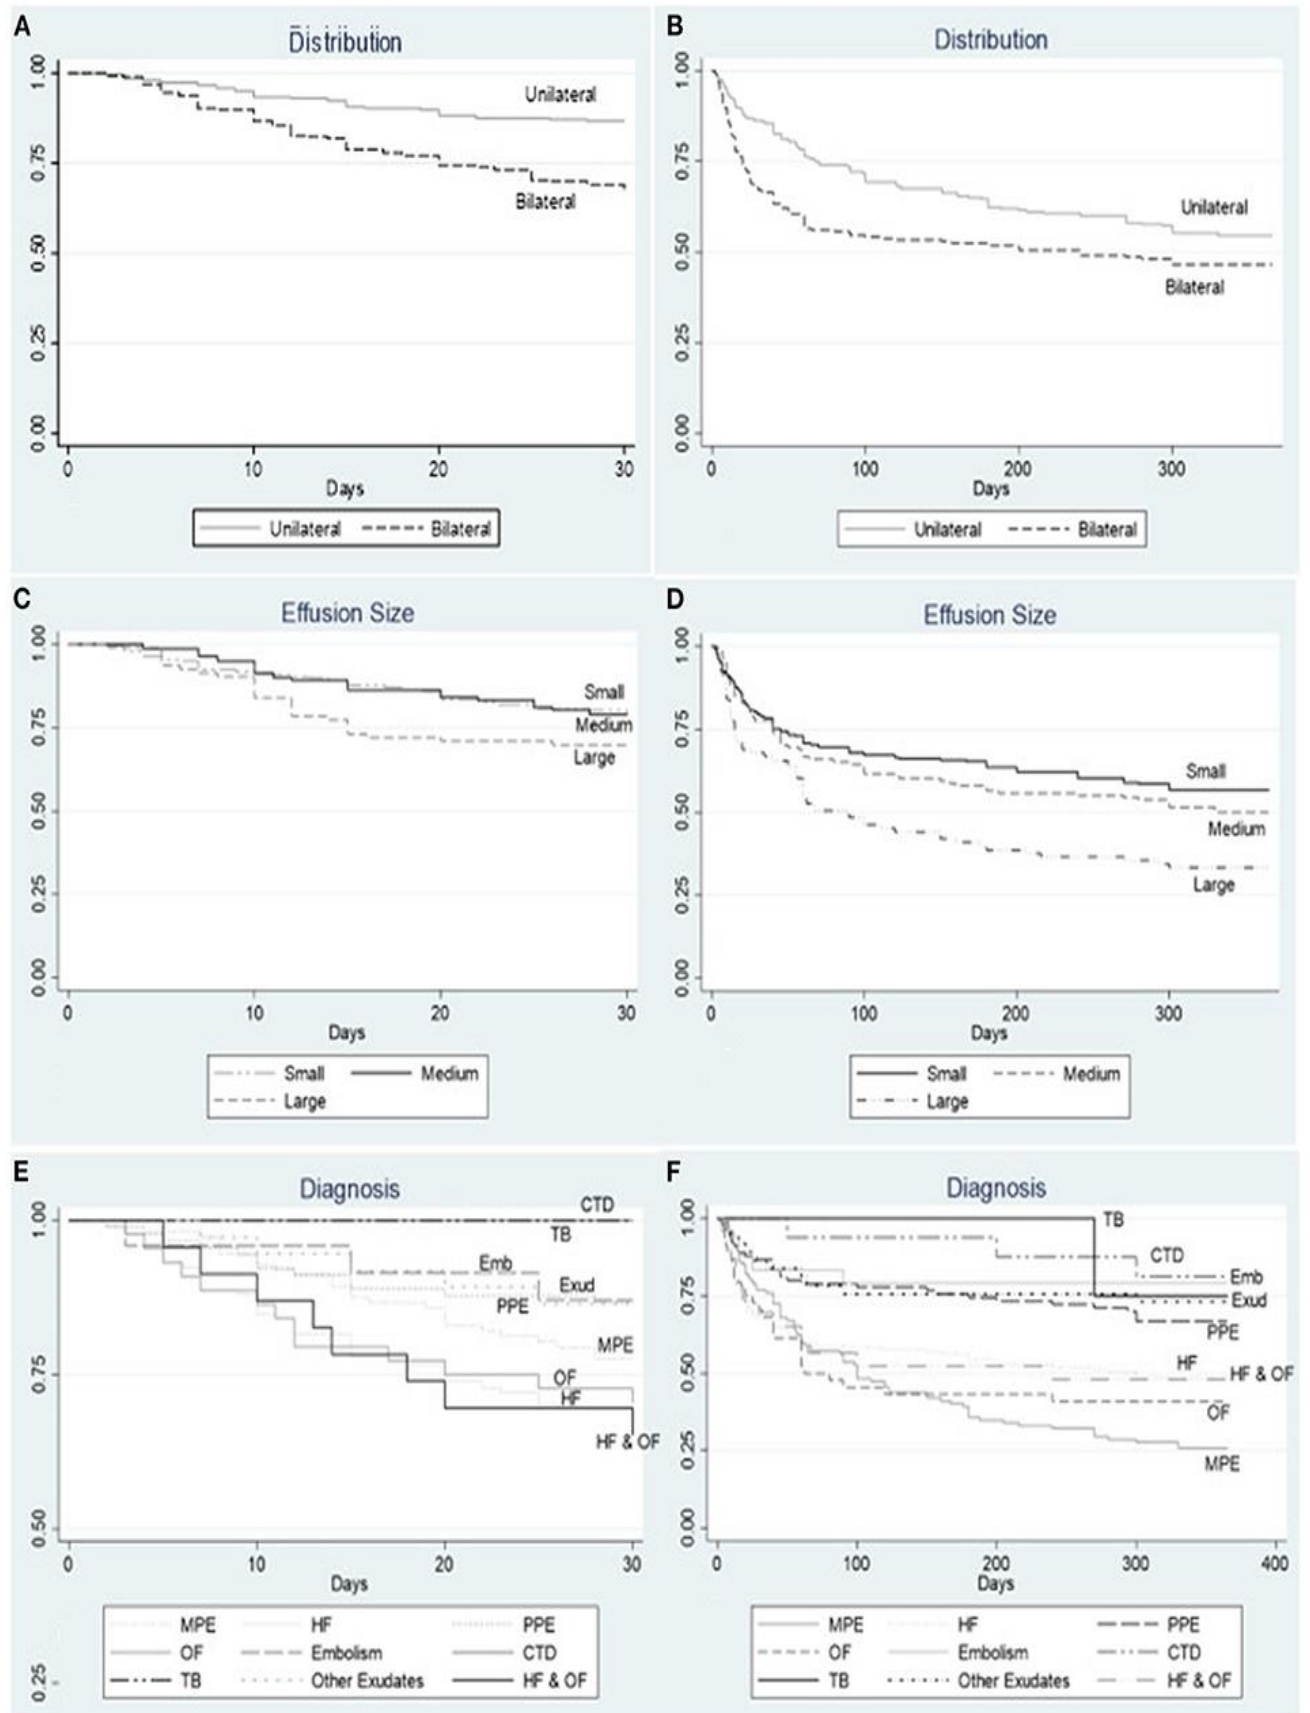 A
Distribution
1.00
0.75
0.50
0.25
0.00
Unilateral
Bilateral
0 10 20 30
Days
Unilateral Bilateral
B
Distribution
1.00
0.75
0.50
0.25
0.00
Unilateral
Bilateral
0 100 200 300
Days
Unilateral Bilateral
C
Effusion Size
1.00
0.75
0.50
0.25
0.00
Small
Medium
Large
0 10 20 30
Days
Small Medium
Large
D
Effusion Size
1.00
0.75
0.50
0.25
0.00
Small
Medium
Large
0 100 200 300
Days
Small Medium
Large
E
Diagnosis
1.00
0.75
0.50
0.25
CTD
TB
Emb
Exud
PPE
MPE
OF
HF
HF & OF
0 10 20 30
Days
MPE HF PPE
OF Embolism CTD
TB Other Exudates HF & OF
F
Diagnosis
1.00
0.75
0.50
0.25
0.00
TB
CTD
Emb
Exud
PPE
HF
HF & OF
OF
MPE
0 100 200 300 400
Days
MPE HF PPE
OF Embolism CTD
TB Other Exudates HF & OF